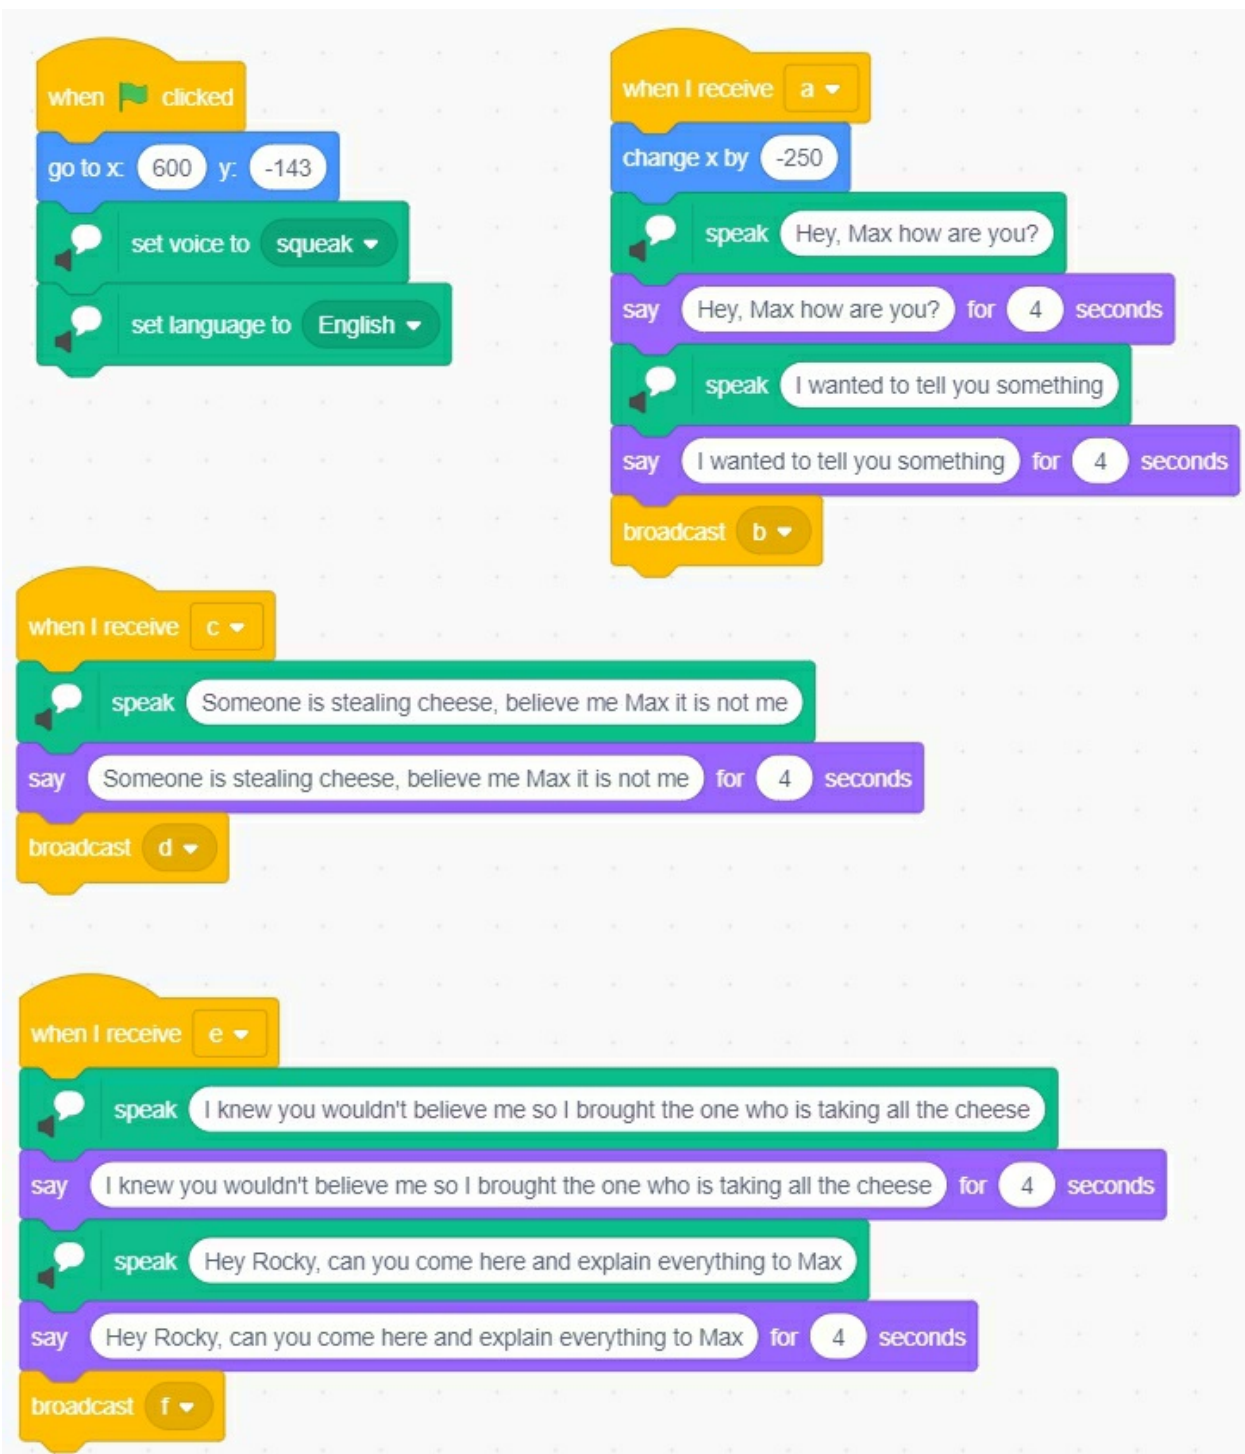 when clicked
go to x: 600 y: -143
set voice to squeak
set language to English
when I receive a
change x by -250
speak Hey, Max how are you?
say Hey, Max how are you? for 4 seconds
speak I wanted to tell you something
say I wanted to tell you something for 4 seconds
broadcast b
when I receive c
speak Someone is stealing cheese, believe me Max it is not me
say Someone is stealing cheese, believe me Max it is not me for 4 seconds
broadcast d
when I receive e
speak I knew you wouldn't believe me so I brought the one who is taking all the cheese
say I knew you wouldn't believe me so I brought the one who is taking all the cheese for 4 seconds
speak Hey Rocky, can you come here and explain everything to Max
say Hey Rocky, can you come here and explain everything to Max for 4 seconds
broadcast f